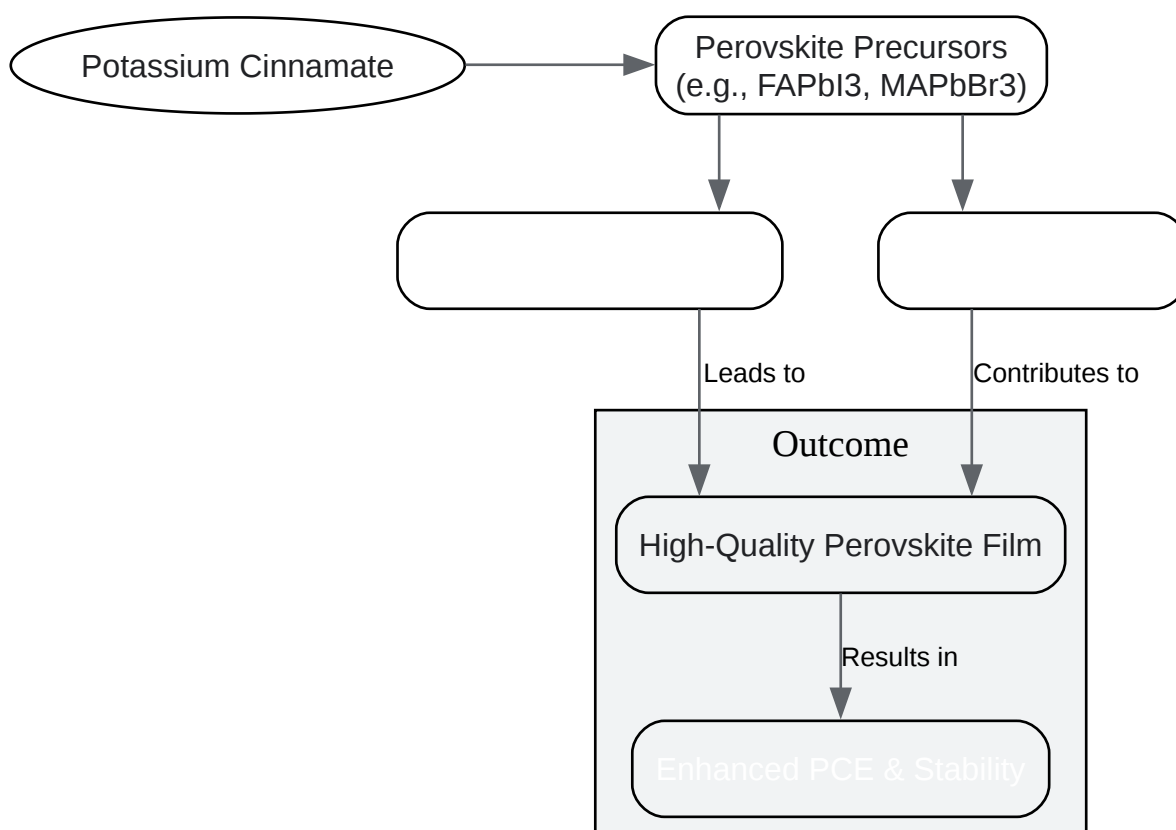 Potassium Cinnamate
Perovskite Precursors
(e.g., FAPbI3, MAPbBr3)
Leads to
Contributes to
Outcome
High-Quality Perovskite Film
Results in
Enhanced PCE & Stability